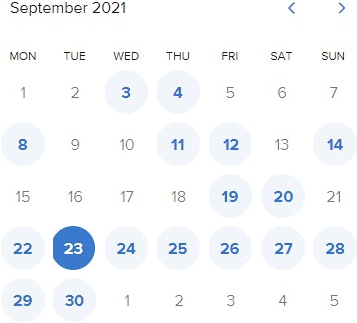 September 2021
MON TUE WED THU FRI SAT SUN
1 2 3 4 5 6 7
8 9 10 11 12 13 14
15 16 17 18 19 20 21
22 23 24 25 26 27 28
29 30 1 2 3 4 5